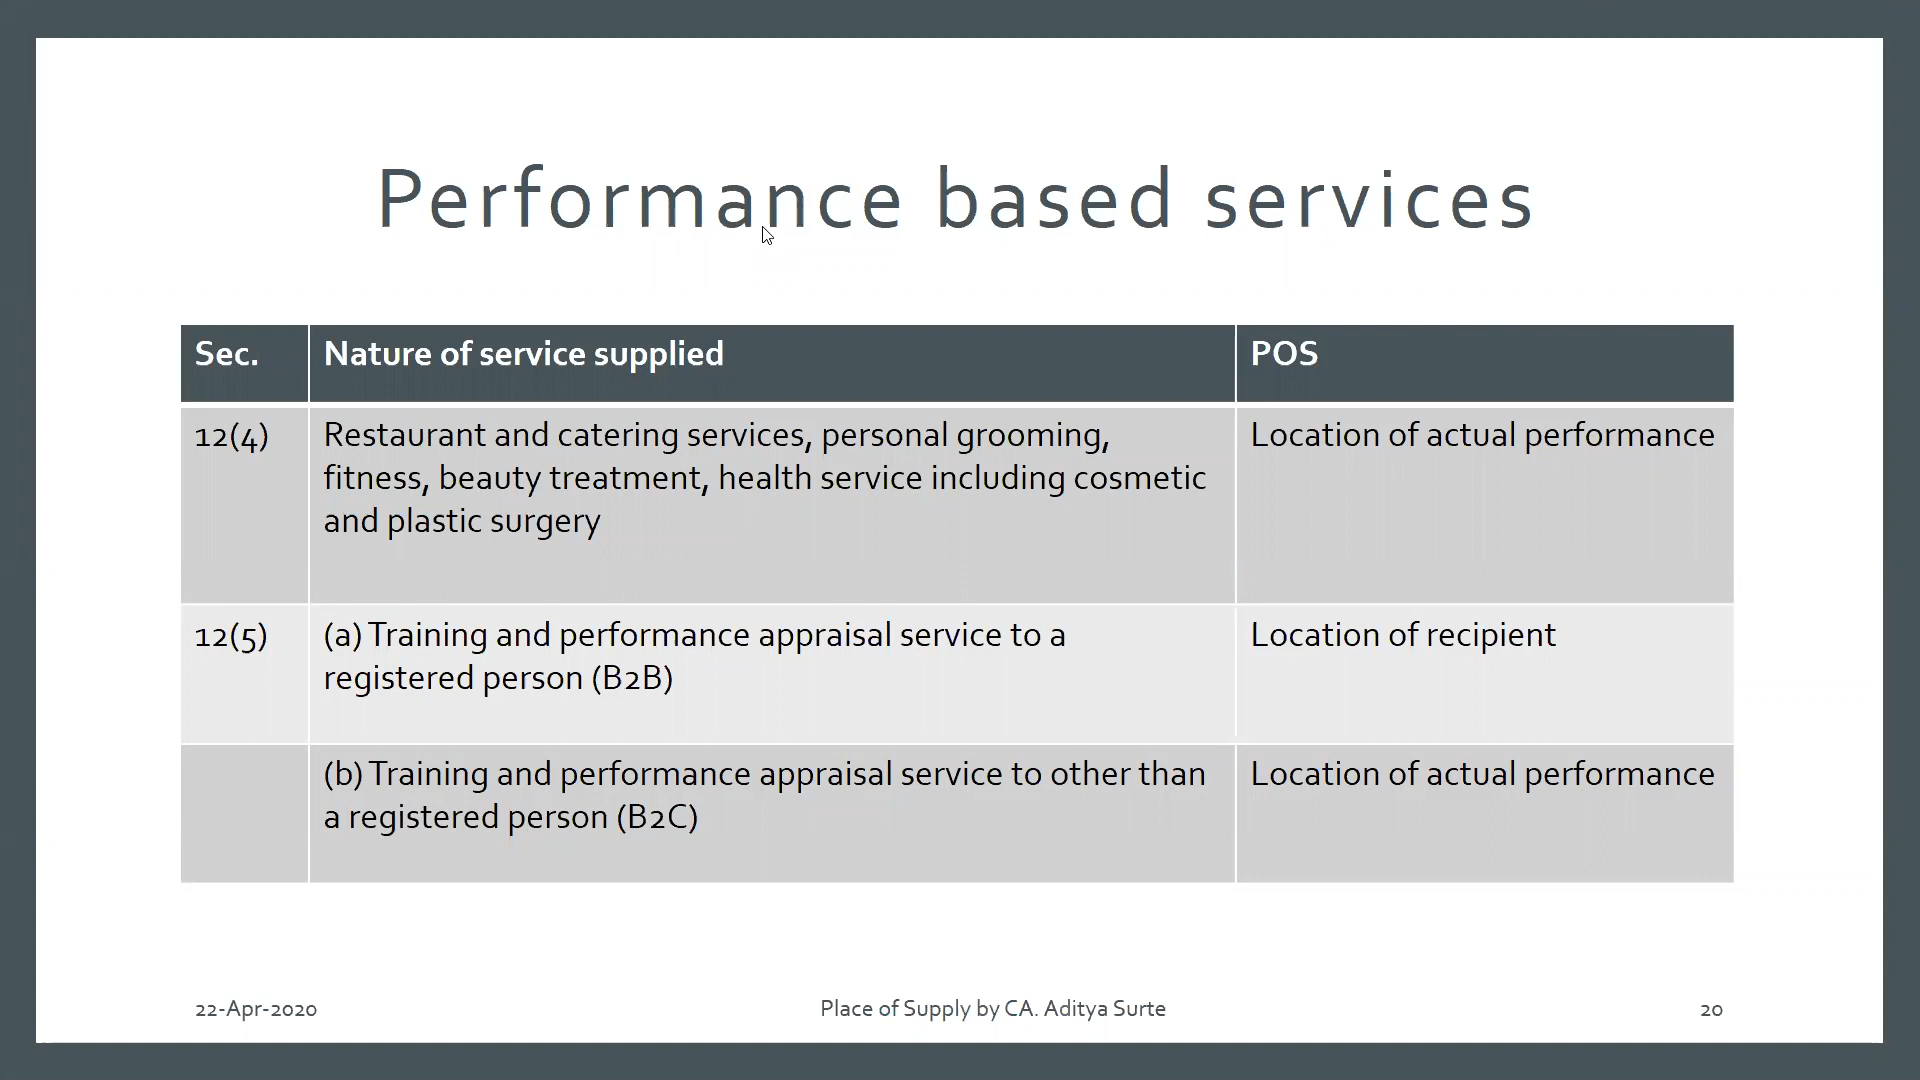 Performance based services
Sec.
Nature of service supplied
POS
12(4)
Restaurant and catering services, personal grooming,
fitness, beauty treatment, health service including cosmetic
and plastic surgery
Location of actual performance
12(5)
(a) Training and performance appraisal service to a
registered person (B2B)
Location of recipient
(b) Training and performance appraisal service to other than
a registered person (B2C)
Location of actual performance
22-Apr-2020
Place of Supply by CA. Aditya Surte
20